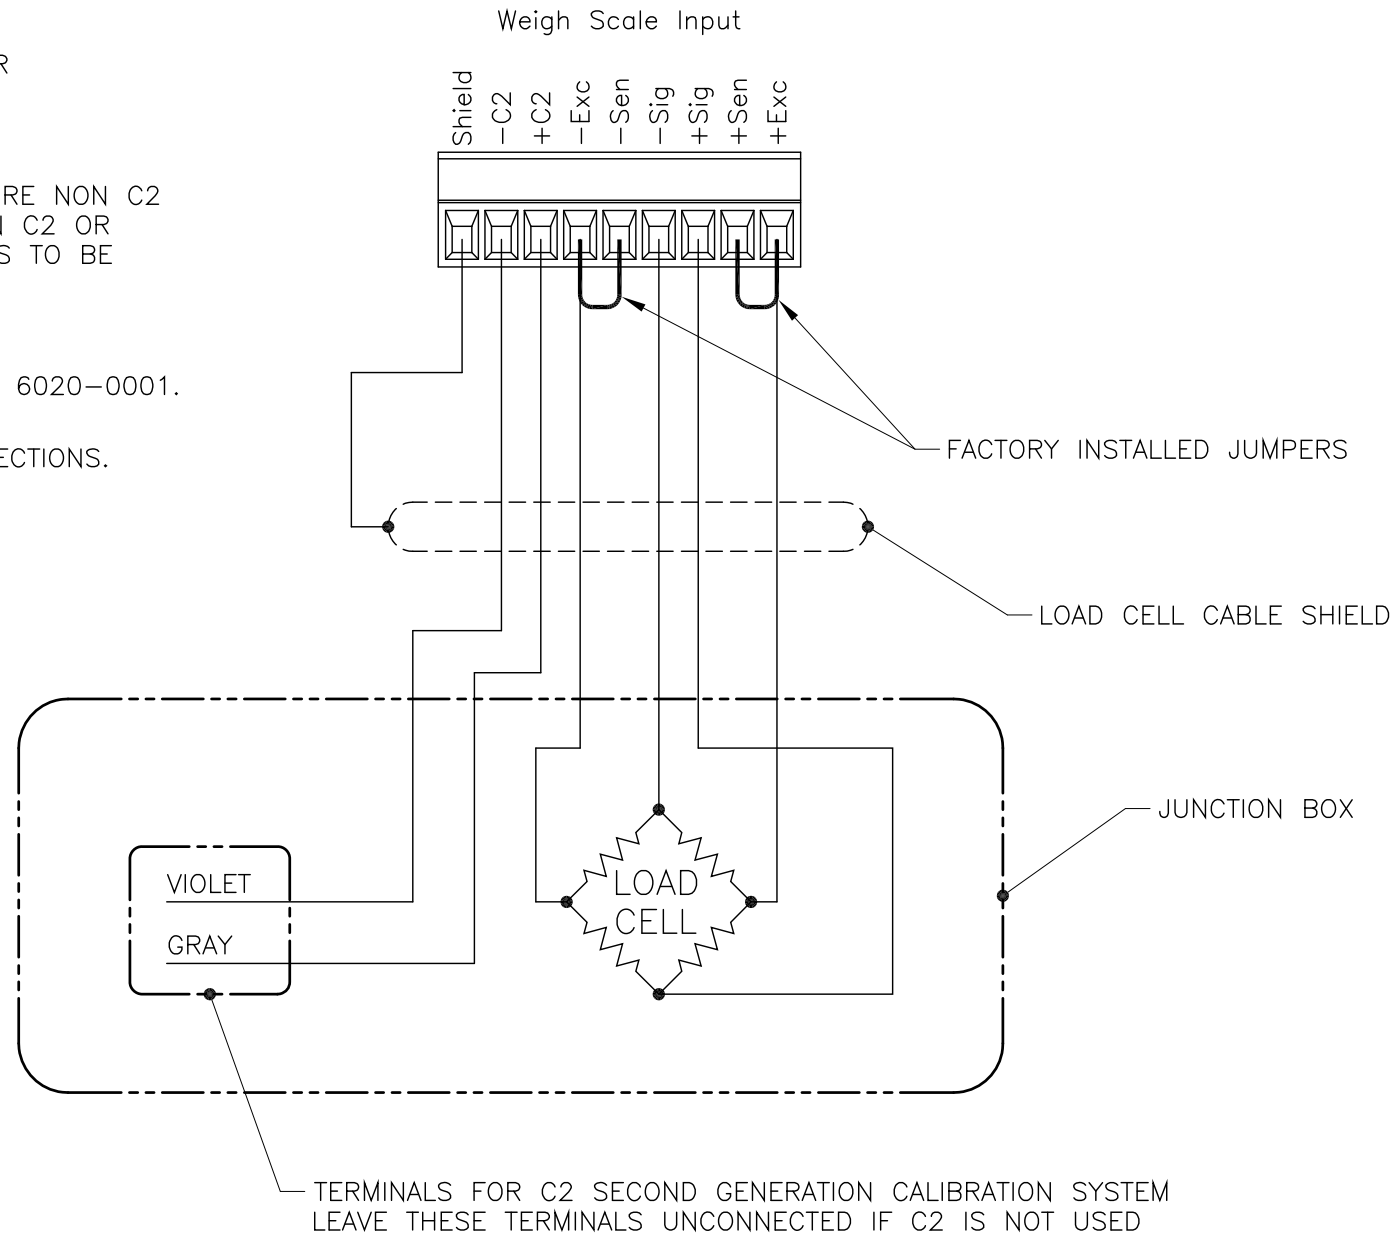 Weigh Scale Input
R
Shield
-C2
+C2
-Exc
-Sen
-Sig
+Sig
+Sen
+Exc
RE NON C2
C2 OR
S TO BE
6020-0001.
ECTIONS.
FACTORY INSTALLED JUMPERS
LOAD CELL CABLE SHIELD
JUNCTION BOX
VIOLET
GRAY
LOAD
CELL
TERMINALS FOR C2 SECOND GENERATION CALIBRATION SYSTEM
LEAVE THESE TERMINALS UNCONNECTED IF C2 IS NOT USED